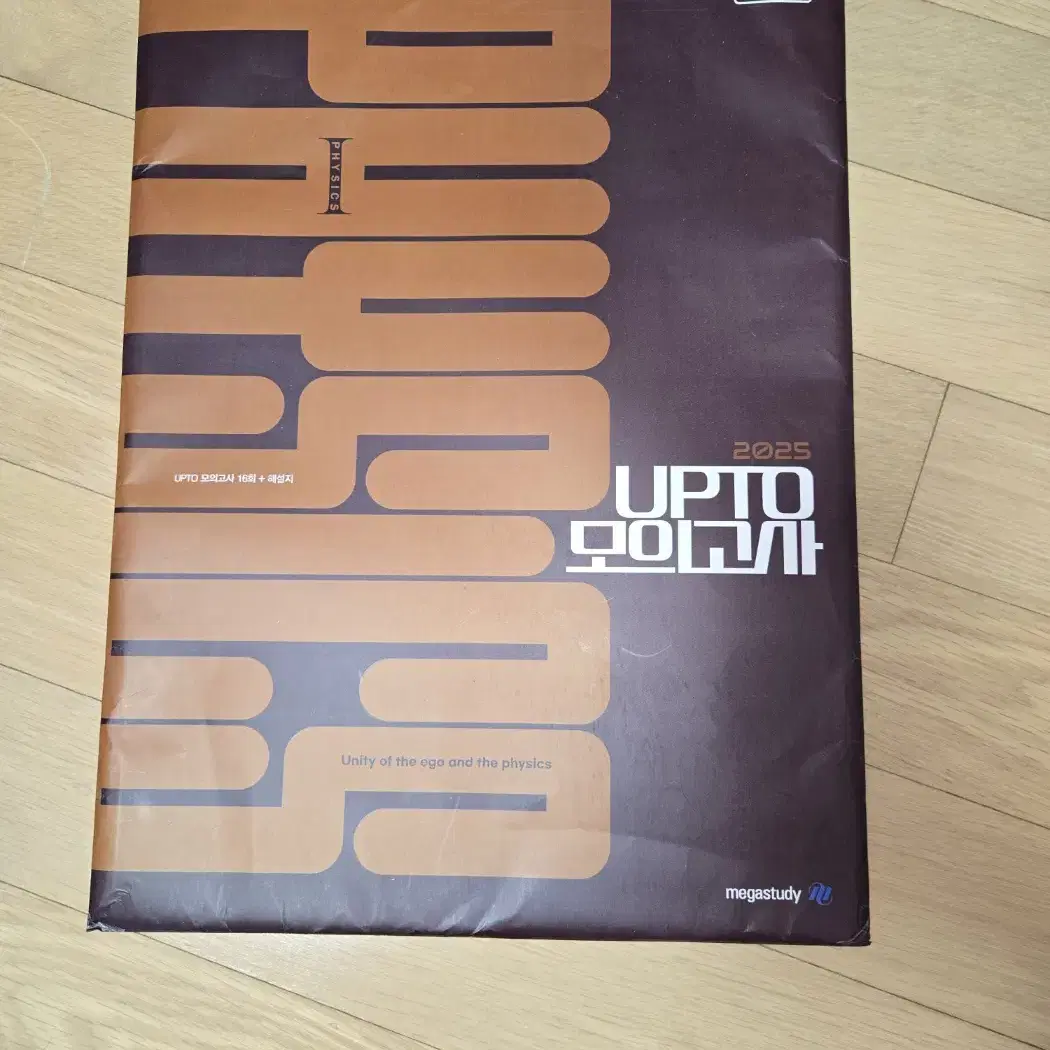 PHYSICS
I
UPTO 모의고사 16회 + 해설지
2025
UPTO
모의고사
Unity of the ego and the physics
megastudy